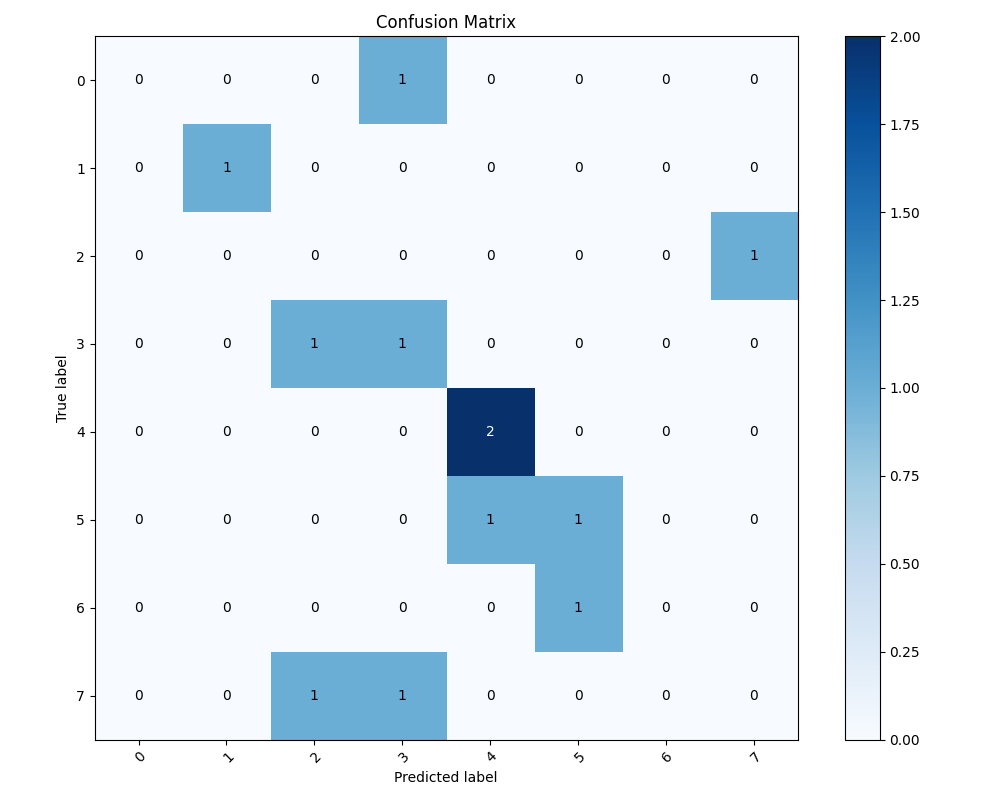 Confusion Matrix
True label
0 0 0 0 1 0 0 0 0
1 0 1 0 0 0 0 0 0
2 0 0 0 0 0 0 0 1
3 0 0 1 1 0 0 0 0
4 0 0 0 0 2 0 0 0
5 0 0 0 0 1 1 0 0
6 0 0 0 0 0 1 0 0
7 0 0 1 1 0 0 0 0
0 1 2 3 4 5 6 7
Predicted label
2.00
1.75
1.50
1.25
1.00
0.75
0.50
0.25
0.00